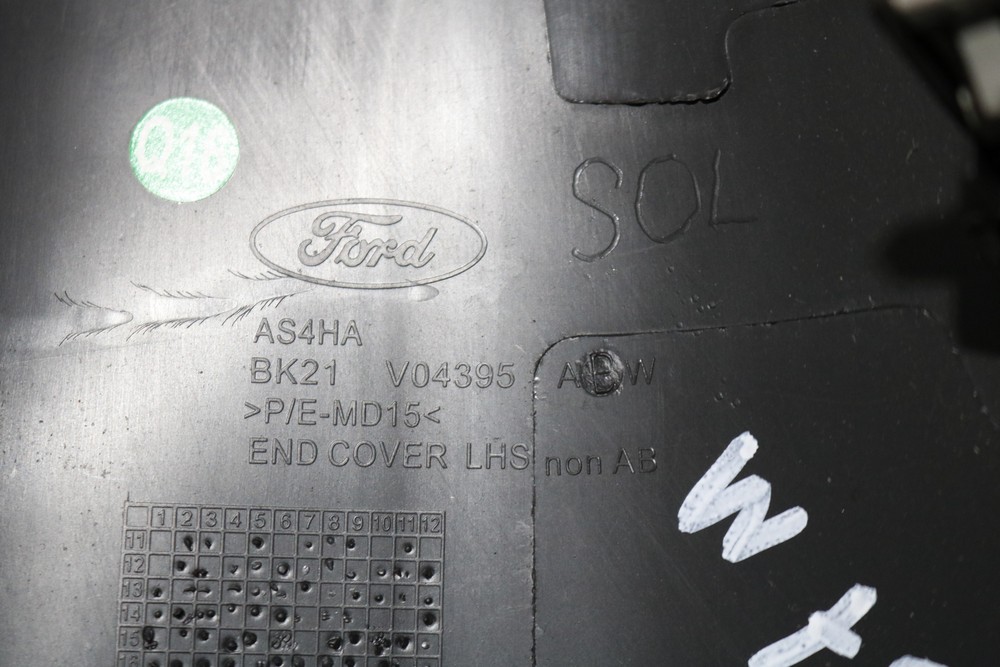 Q18
Ford
SOL
AS4HA
BK21 V04395 A W
>P/E-MD15<
END COVER LHS non AB
1 2 3 4 5 6 7 8 9 10 11 12
11
12
13
14
15